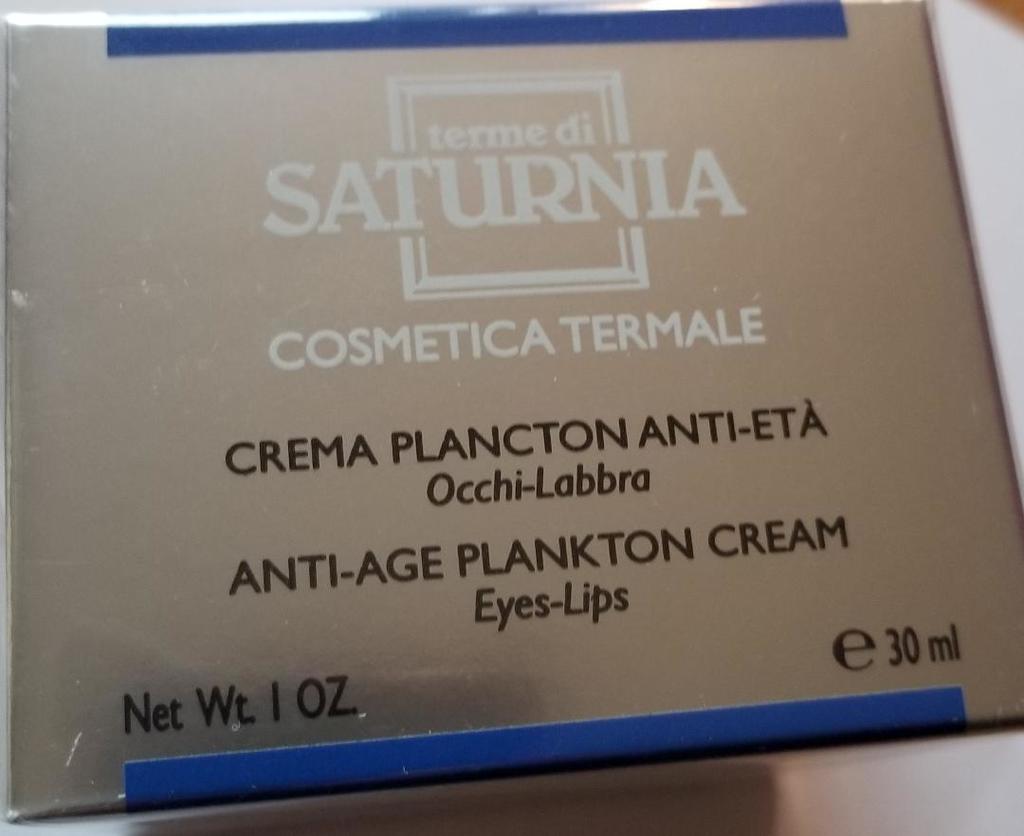 terme di
SATURNIA
COSMETICA TERMALE
CREMA PLANCTON ANTI-ETÀ
Occhi-Labbra
ANTI-AGE PLANKTON CREAM
Eyes-Lips
e 30 ml
Net Wt. 1 OZ.